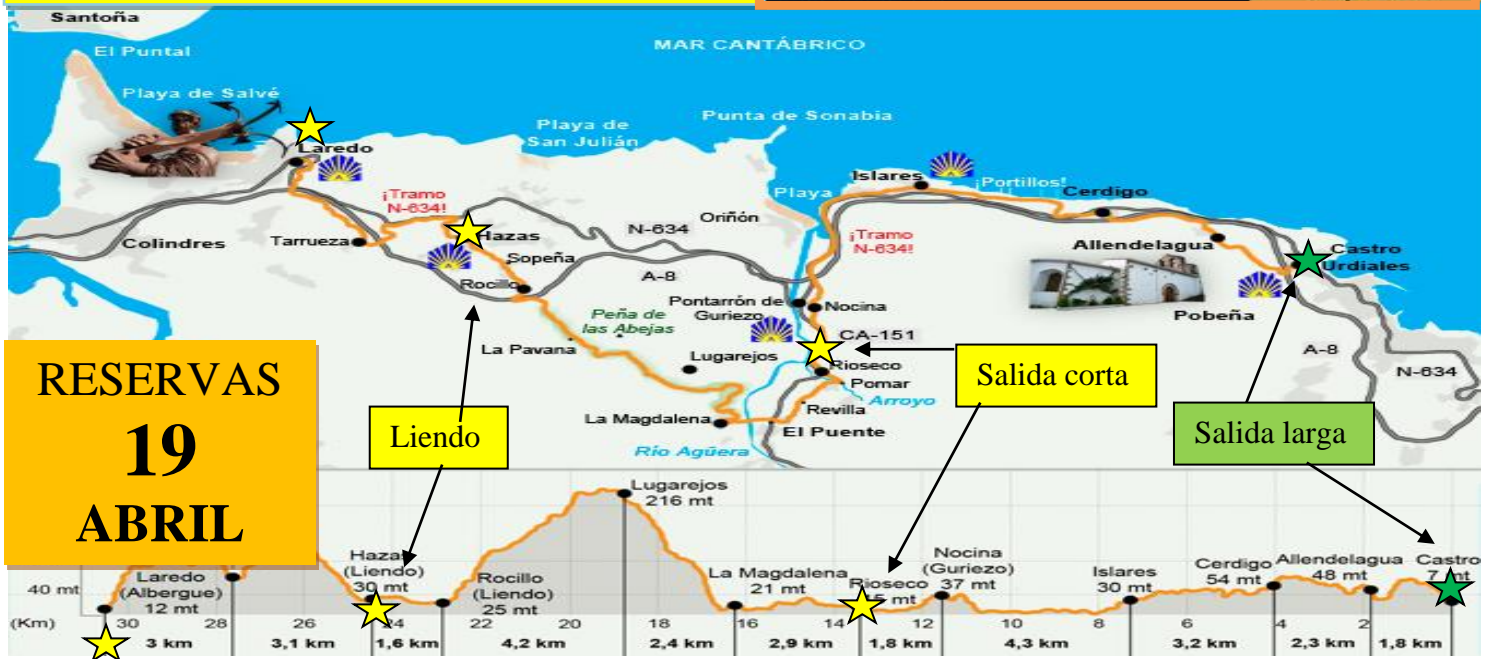 Santoña
El Puntal
MAR CANTÁBRICO
Playa de Salvé
Laredo
Playa de
San Julián
Punta de Sonabia
Islares
¡Portillos!
Cerdigo
Playa
¡Tramo
N-634!
Oriñón
Colindres
Tarrueza
Hazas
N-634
¡Tramo
N-634!
Allendelagua
Castro
Urdiales
Sopeña
A-8
Rocillo
Pontarrón de
Guriezo
Nocina
Pobeña
Peña de
las Abejas
CA-151
La Pavana
Lugarejos
Rioseco
A-8
N-634
Pomar
Arroyo
Revilla
La Magdalena
El Puente
Río Agüera
RESERVAS
19
ABRIL
Liendo
Salida corta
Salida larga
Lugarejos
216 mt
Hazas
(Liendo)
30 mt
Laredo
(Albergue)
12 mt
40 mt
Rocillo
(Liendo)
25 mt
La Magdalena
21 mt
Rioseco
15 mt
Nocina
(Guriezo)
37 mt
Islares
30 mt
Cerdigo
54 mt
Allendelagua
48 mt
Castro
7 mt
(Km) 30 28 26 24 22 20 18 16 14 12 10 8 6 4 2
3 km 3,1 km 1,6 km 4,2 km 2,4 km 2,9 km 1,8 km 4,3 km 3,2 km 2,3 km 1,8 km